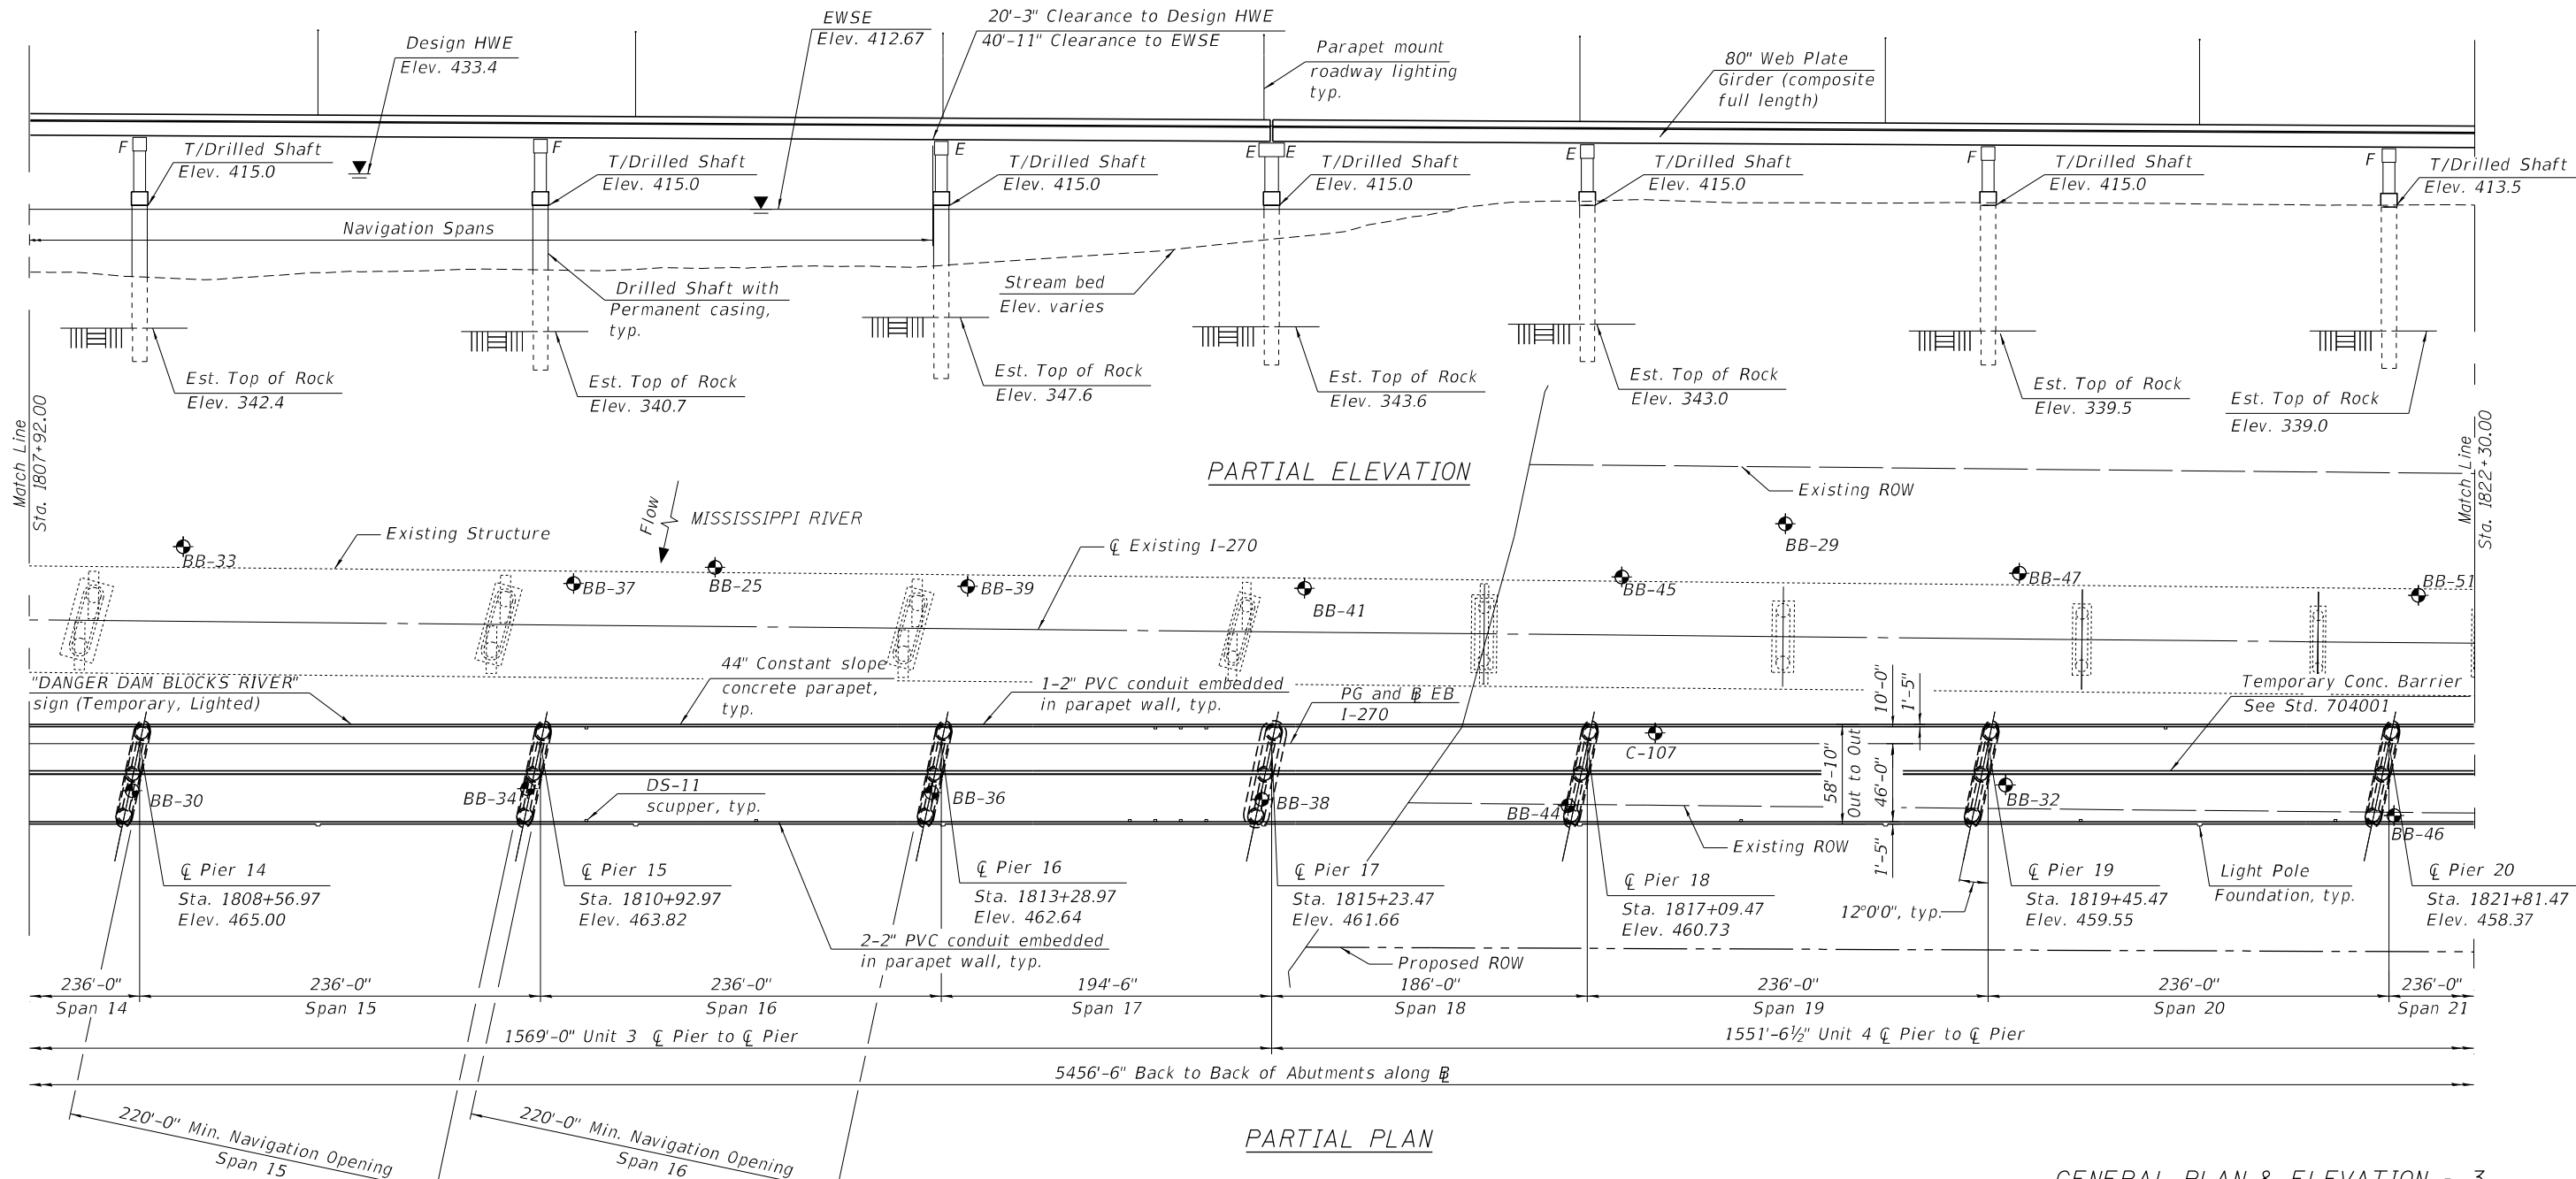 Design HWE
Elev. 433.4
EWSE
Elev. 412.67
20'-3" Clearance to Design HWE
40'-11" Clearance to EWSE
Parapet mount
roadway lighting
typ.
80" Web Plate
Girder (composite
full length)
F
T/Drilled Shaft
Elev. 415.0
F
T/Drilled Shaft
Elev. 415.0
E
T/Drilled Shaft
Elev. 415.0
E E
T/Drilled Shaft
Elev. 415.0
E
T/Drilled Shaft
Elev. 415.0
F
T/Drilled Shaft
Elev. 415.0
F
T/Drilled Shaft
Elev. 413.5
Navigation Spans
Drilled Shaft with
Permanent casing,
typ.
Stream bed
Elev. varies
Est. Top of Rock
Elev. 342.4
Est. Top of Rock
Elev. 340.7
Est. Top of Rock
Elev. 347.6
Est. Top of Rock
Elev. 343.6
Est. Top of Rock
Elev. 343.0
Est. Top of Rock
Elev. 339.5
Est. Top of Rock
Elev. 339.0
Match Line
Sta. 1807+92.00
Match Line
Sta. 1822+30.00
PARTIAL ELEVATION
Existing ROW
Flow
MISSISSIPPI RIVER
Existing Structure
℄ Existing I-270
BB-33
BB-37
BB-25
BB-39
BB-41
BB-45
BB-29
BB-47
BB-51
"DANGER DAM BLOCKS RIVER"
sign (Temporary, Lighted)
44" Constant slope
concrete parapet,
typ.
1-2" PVC conduit embedded
in parapet wall, typ.
PG and ⅊ EB
I-270
10'-0"
1'-5"
Temporary Conc. Barrier
See Std. 704001
C-107
58'-10"
Out to Out
46'-0"
1'-5"
BB-30
BB-34
DS-11
scupper, typ.
BB-36
BB-38
BB-44
BB-32
BB-46
Existing ROW
℄ Pier 14
Sta. 1808+56.97
Elev. 465.00
℄ Pier 15
Sta. 1810+92.97
Elev. 463.82
℄ Pier 16
Sta. 1813+28.97
Elev. 462.64
℄ Pier 17
Sta. 1815+23.47
Elev. 461.66
℄ Pier 18
Sta. 1817+09.47
Elev. 460.73
12°0'0", typ.
℄ Pier 19
Sta. 1819+45.47
Elev. 459.55
Light Pole
Foundation, typ.
℄ Pier 20
Sta. 1821+81.47
Elev. 458.37
2-2" PVC conduit embedded
in parapet wall, typ.
Proposed ROW
236'-0"
Span 14
236'-0"
Span 15
236'-0"
Span 16
194'-6"
Span 17
186'-0"
Span 18
236'-0"
Span 19
236'-0"
Span 20
236'-0"
Span 21
1569'-0" Unit 3 ℄ Pier to ℄ Pier
1551'-6½" Unit 4 ℄ Pier to ℄ Pier
5456'-6" Back to Back of Abutments along ⅊
220'-0" Min. Navigation Opening
Span 15
220'-0" Min. Navigation Opening
Span 16
PARTIAL PLAN
GENERAL PLAN & ELEVATION - 3